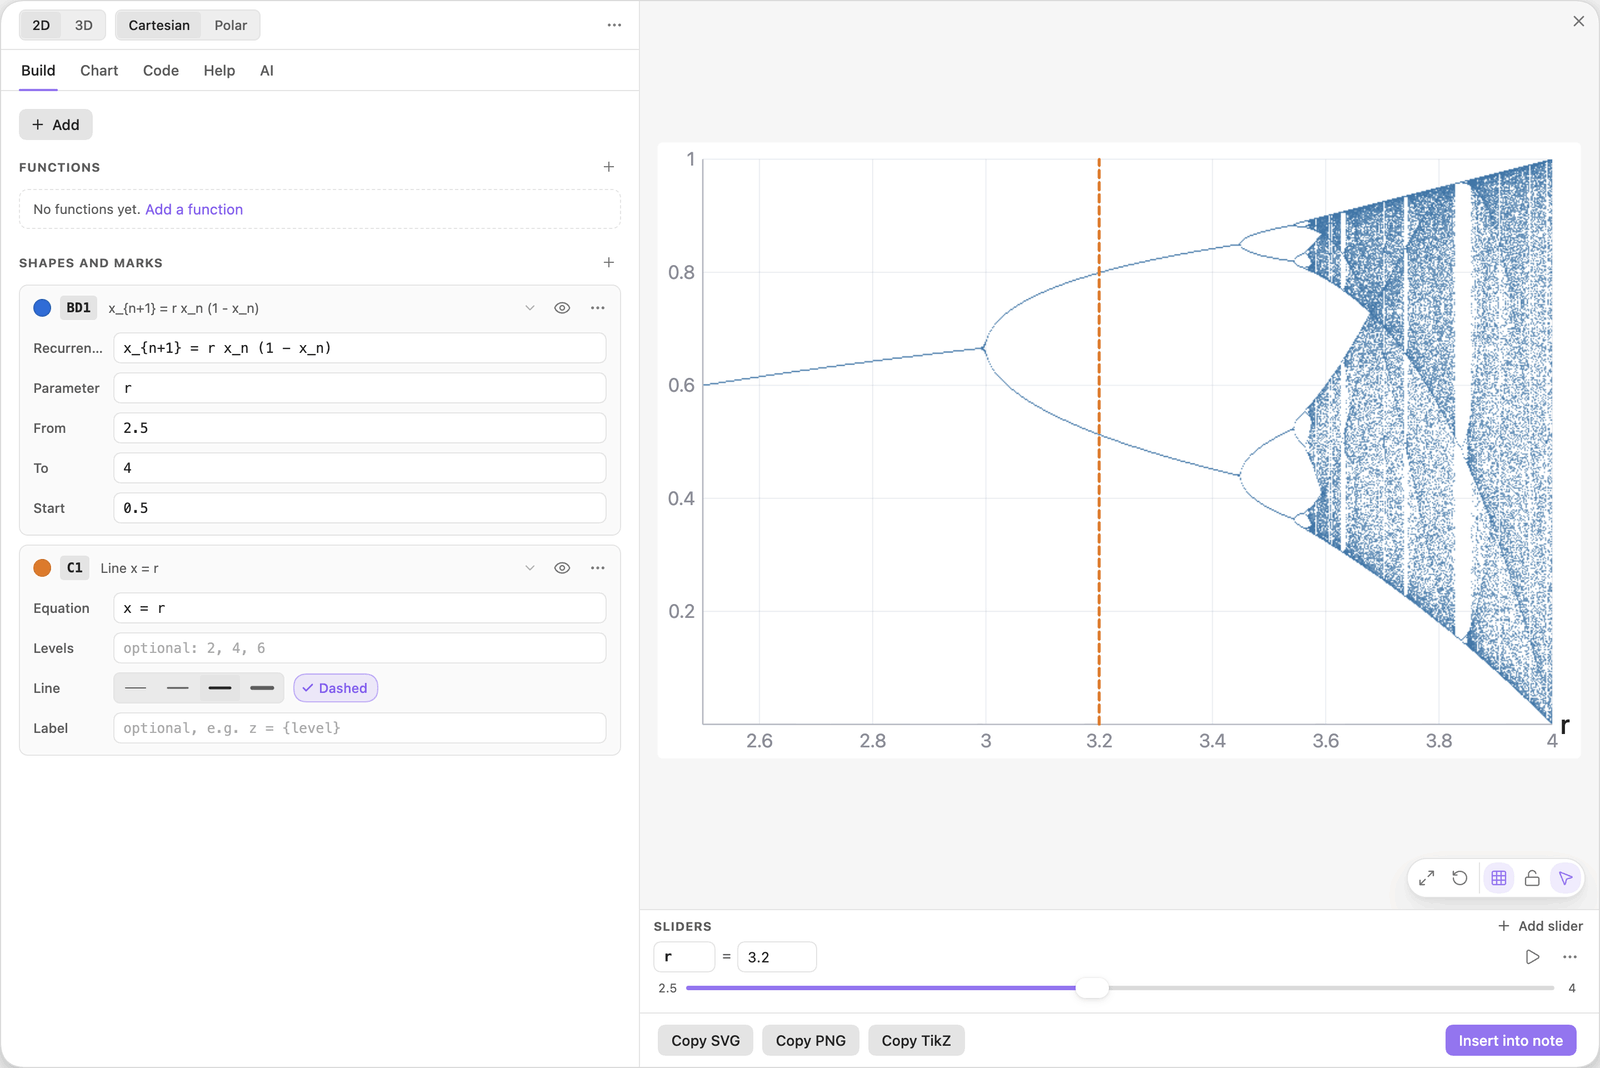 2D 3D Cartesian Polar
Build Chart Code Help AI
+ Add
FUNCTIONS
No functions yet. Add a function
SHAPES AND MARKS
BD1 x_{n+1} = r x_n (1 - x_n)
Recurren... x_{n+1} = r x_n (1 − x_n)
Parameter r
From 2.5
To 4
Start 0.5
C1 Line x = r
Equation x = r
Levels optional: 2, 4, 6
Line Dashed
Label optional, e.g. z = {level}
1
0.8
0.6
0.4
0.2
2.6 2.8 3 3.2 3.4 3.6 3.8 4 r
SLIDERS + Add slider
r = 3.2
2.5 4
Copy SVG Copy PNG Copy TikZ Insert into note